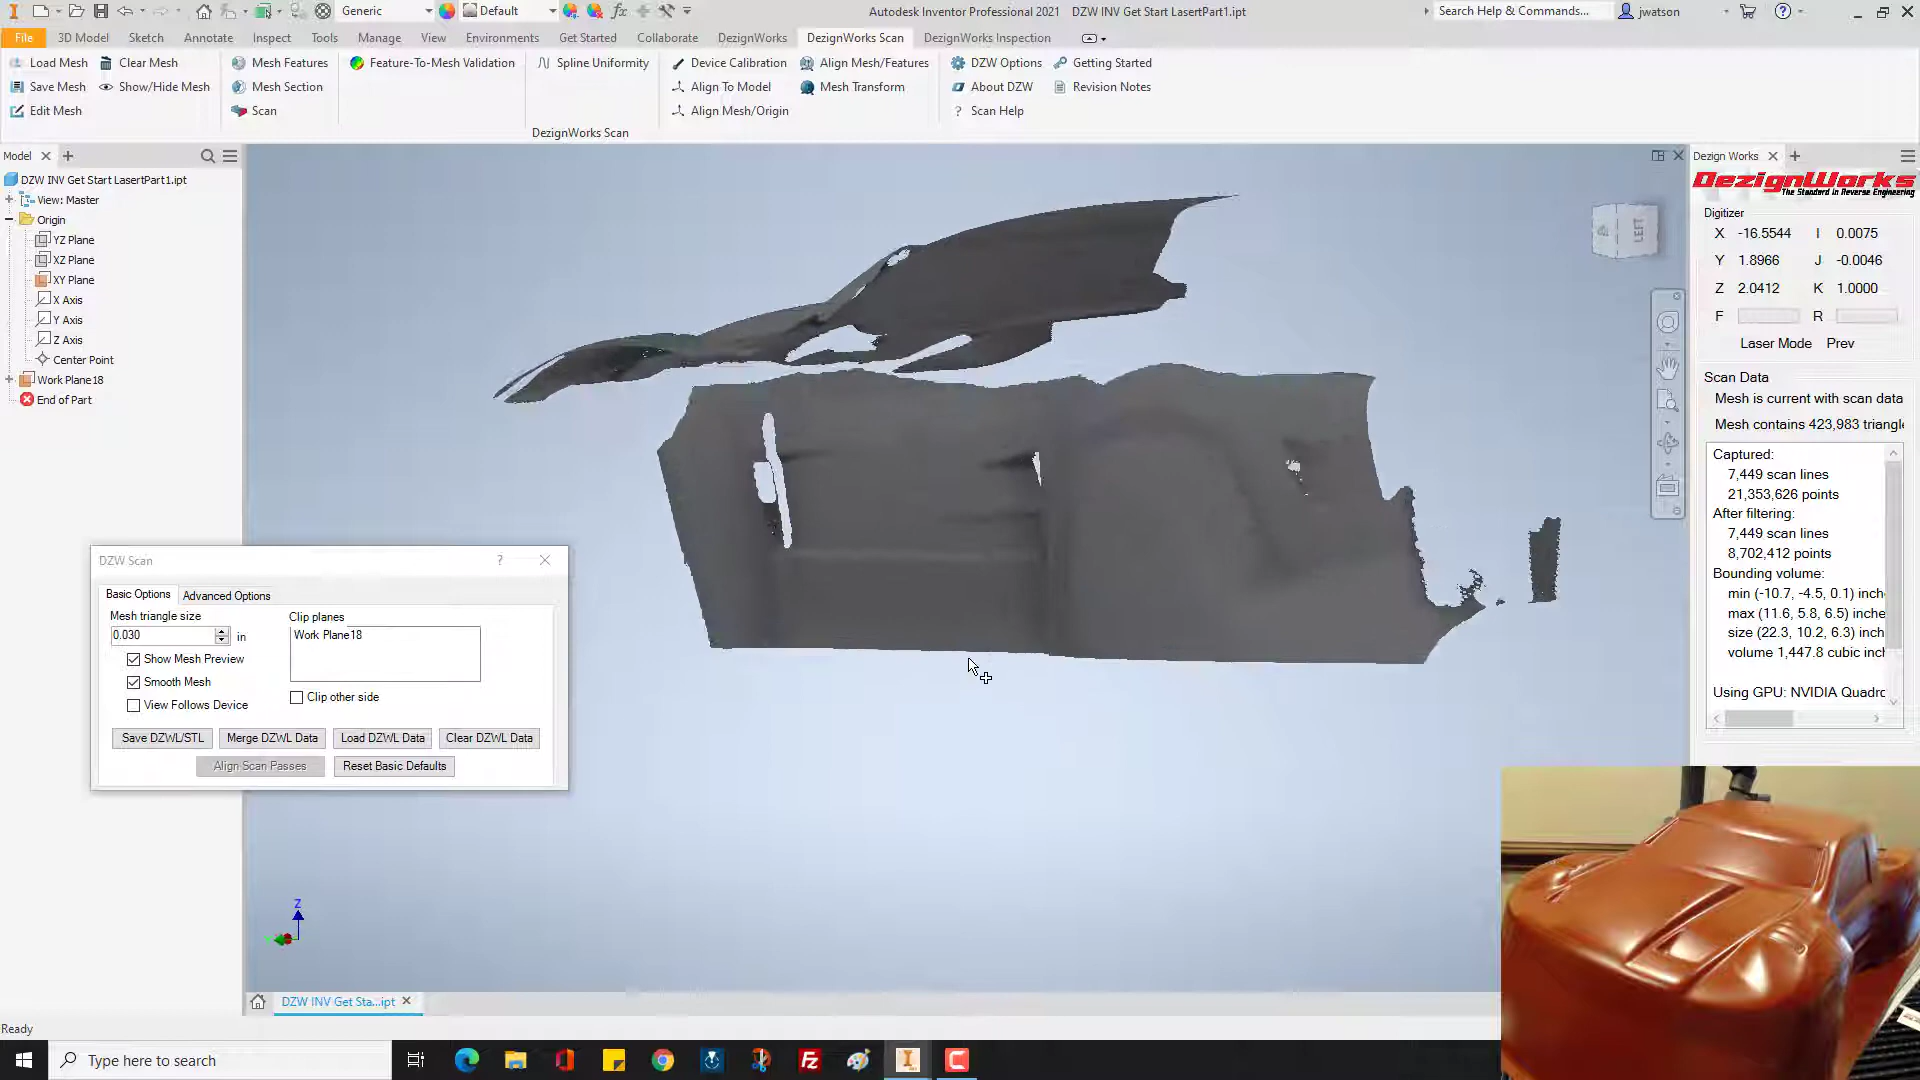 Generic
Default
Autodesk Inventor Professional 2021 DZW INV Get Start LasertPart1.ipt
Search Help & Commands...
jwatson
File
3D Model
Sketch
Annotate
Inspect
Tools
Manage
View
Environments
Get Started
Collaborate
DezignWorks
DezignWorks Scan
DezignWorks Inspection
Load Mesh
Clear Mesh
Mesh Features
Feature-To-Mesh Validation
Spline Uniformity
Device Calibration
Align Mesh/Features
DZW Options
Getting Started
Save Mesh
Show/Hide Mesh
Mesh Section
Align To Model
Mesh Transform
About DZW
Revision Notes
Edit Mesh
Scan
Align Mesh/Origin
Scan Help
DezignWorks Scan
Model
DZW INV Get Start LasertPart1.ipt
View: Master
Origin
YZ Plane
XZ Plane
XY Plane
X Axis
Y Axis
Z Axis
Center Point
Work Plane18
End of Part
LEFT
Dezign Works
DezignWorks
The Standard in Reverse Engineering
Digitizer
X -16.5544 I 0.0075
Y 1.8966 J -0.0046
Z 2.0412 K 1.0000
F R
Laser Mode Prev
Scan Data
Mesh is current with scan data
Mesh contains 423,983 triangle
Captured:
7,449 scan lines
21,353,626 points
After filtering:
7,449 scan lines
8,702,412 points
Bounding volume:
min (-10.7, -4.5, 0.1) inche
max (11.6, 5.8, 6.5) inche
size (22.3, 10.2, 6.3) inch
volume 1,447.8 cubic inch
Using GPU: NVIDIA Quadro
DZW Scan
Basic Options
Advanced Options
Mesh triangle size
0.030 in
Show Mesh Preview
Smooth Mesh
View Follows Device
Clip planes
Work Plane18
Clip other side
Save DZWL/STL
Merge DZWL Data
Load DZWL Data
Clear DZWL Data
Align Scan Passes
Reset Basic Defaults
Z
DZW INV Get Sta...ipt
Ready
Type here to search